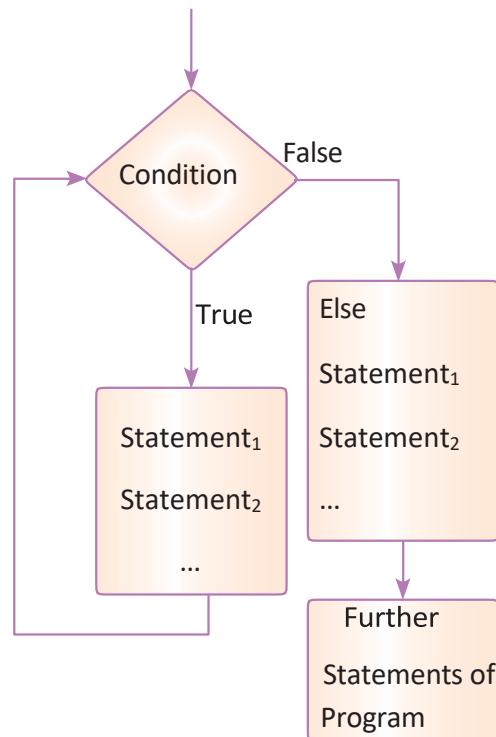 Condition
False
True
Statement₁
Statement₂
...
Else
Statement₁
Statement₂
...
Further
Statements of
Program